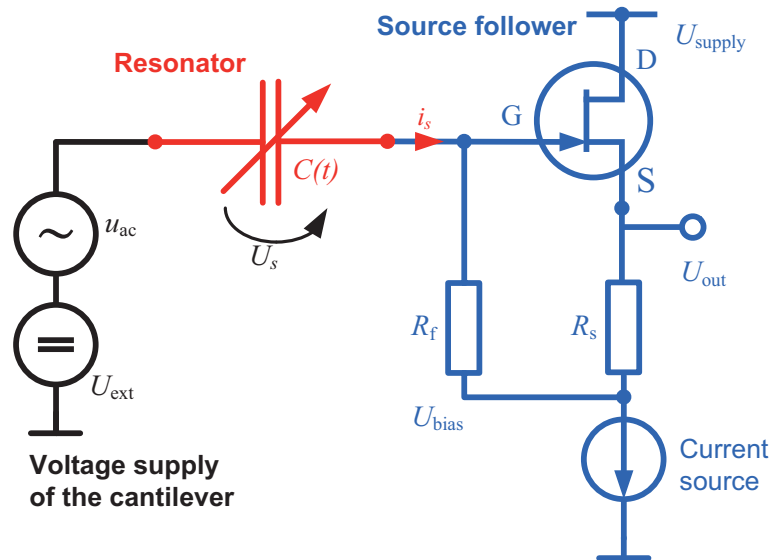 Source follower
U_supply
Resonator
D
G
i_s
C(t)
S
u_ac
U_s
U_out
R_f
R_s
U_ext
U_bias
Current
source
Voltage supply
of the cantilever